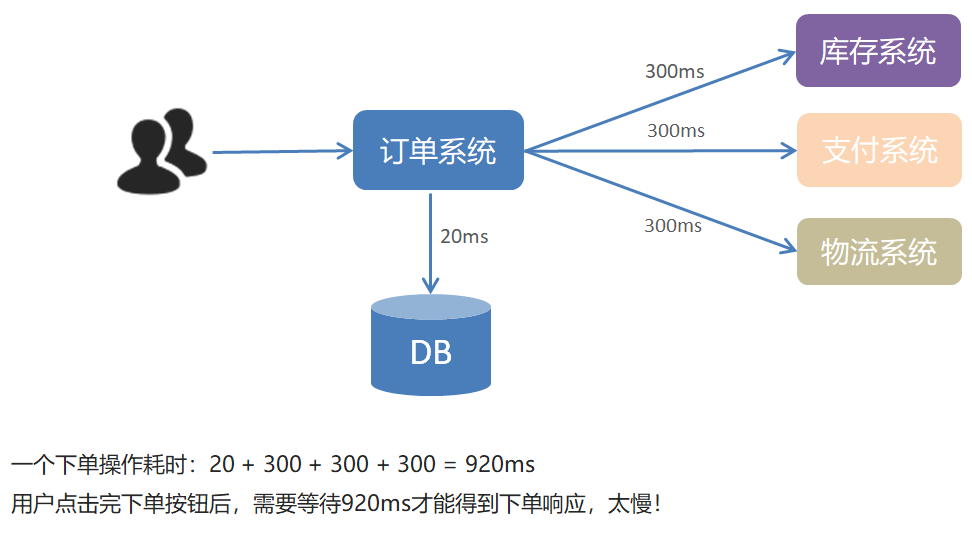 库存系统
300ms
订单系统
300ms
支付系统
300ms
物流系统
20ms
DB
一个下单操作耗时：20 + 300 + 300 + 300 = 920ms
用户点击完下单按钮后，需要等待920ms才能得到下单响应，太慢！